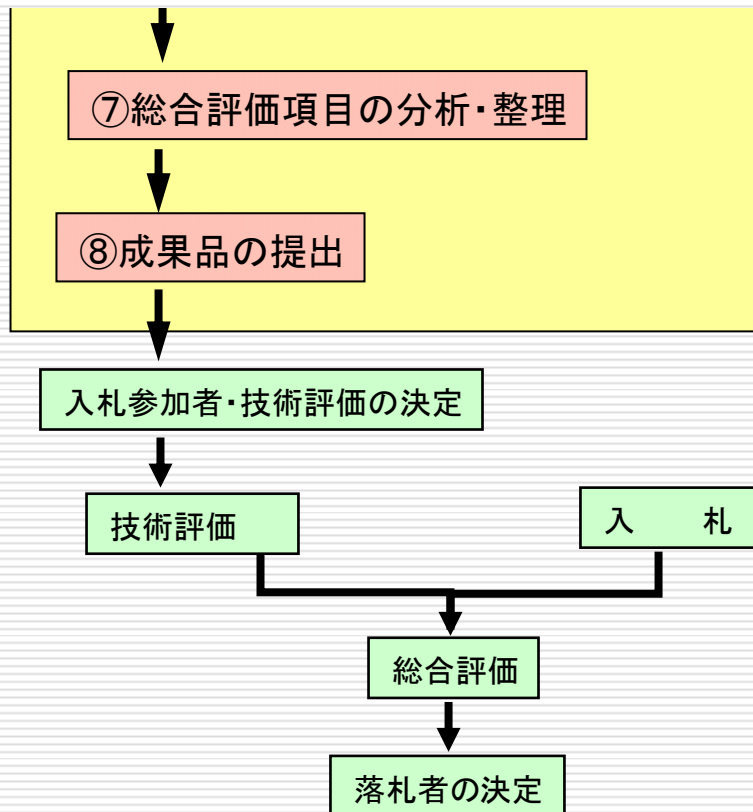 ⑦総合評価項目の分析・整理
⑧成果品の提出
入札参加者・技術評価の決定
技術評価
入　　札
総合評価
落札者の決定